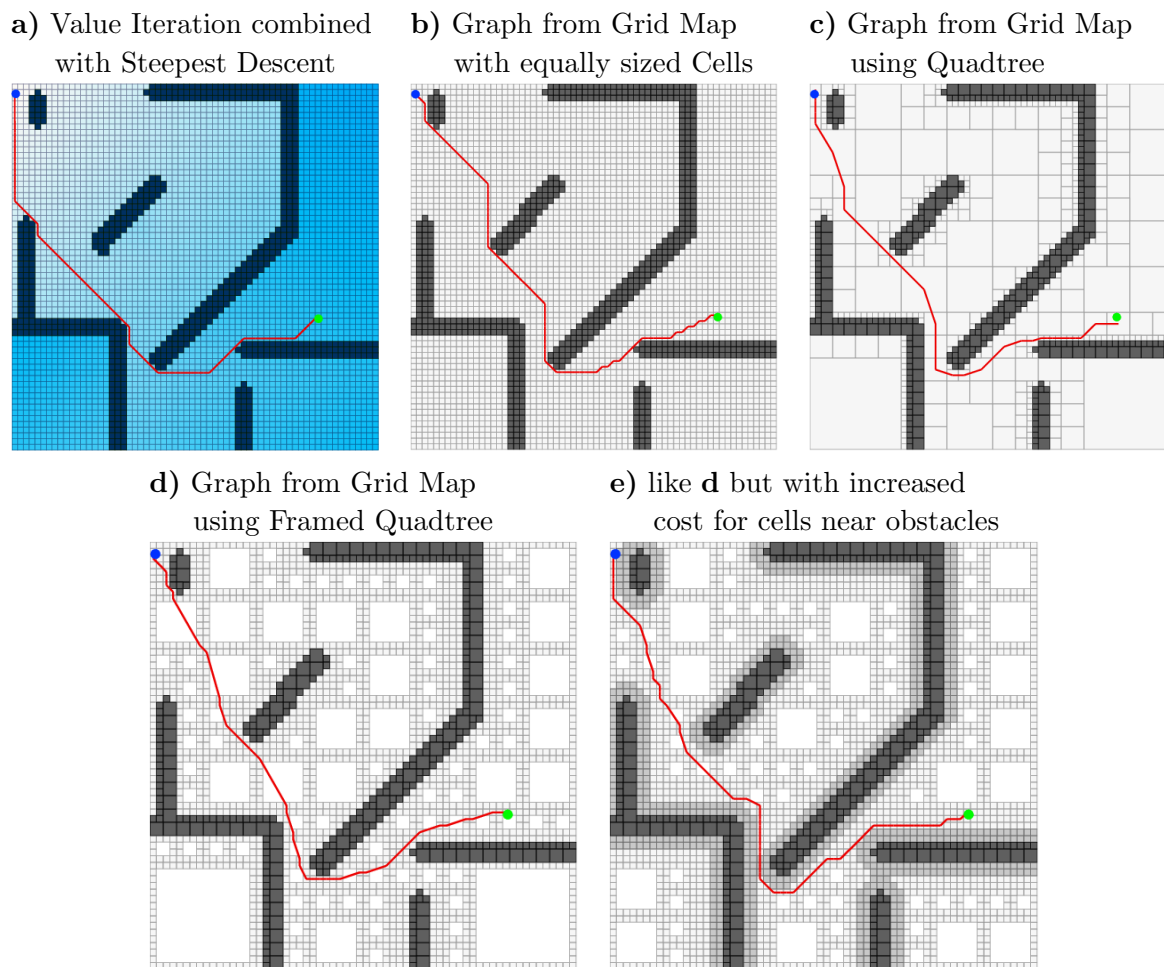 a) Value Iteration combined
with Steepest Descent
b) Graph from Grid Map
with equally sized Cells
c) Graph from Grid Map
using Quadtree
d) Graph from Grid Map
using Framed Quadtree
e) like d but with increased
cost for cells near obstacles